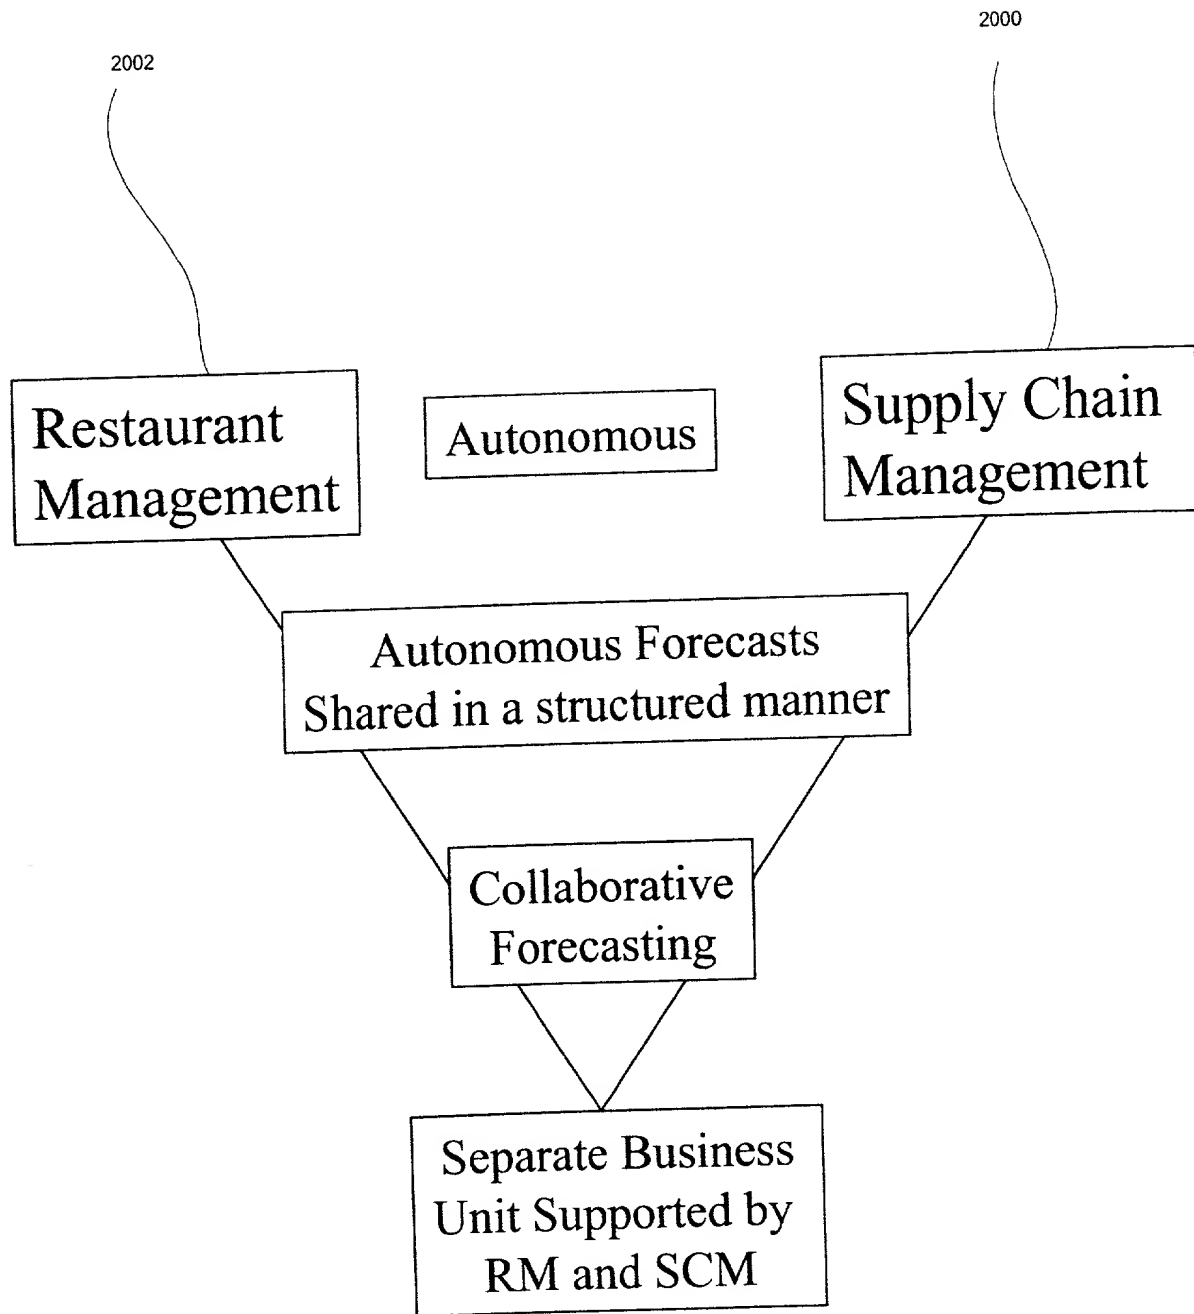 2000
2002
Restaurant
Management
Autonomous
Supply Chain
Management
Autonomous Forecasts
Shared in a structured manner
Collaborative
Forecasting
Separate Business
Unit Supported by
RM and SCM